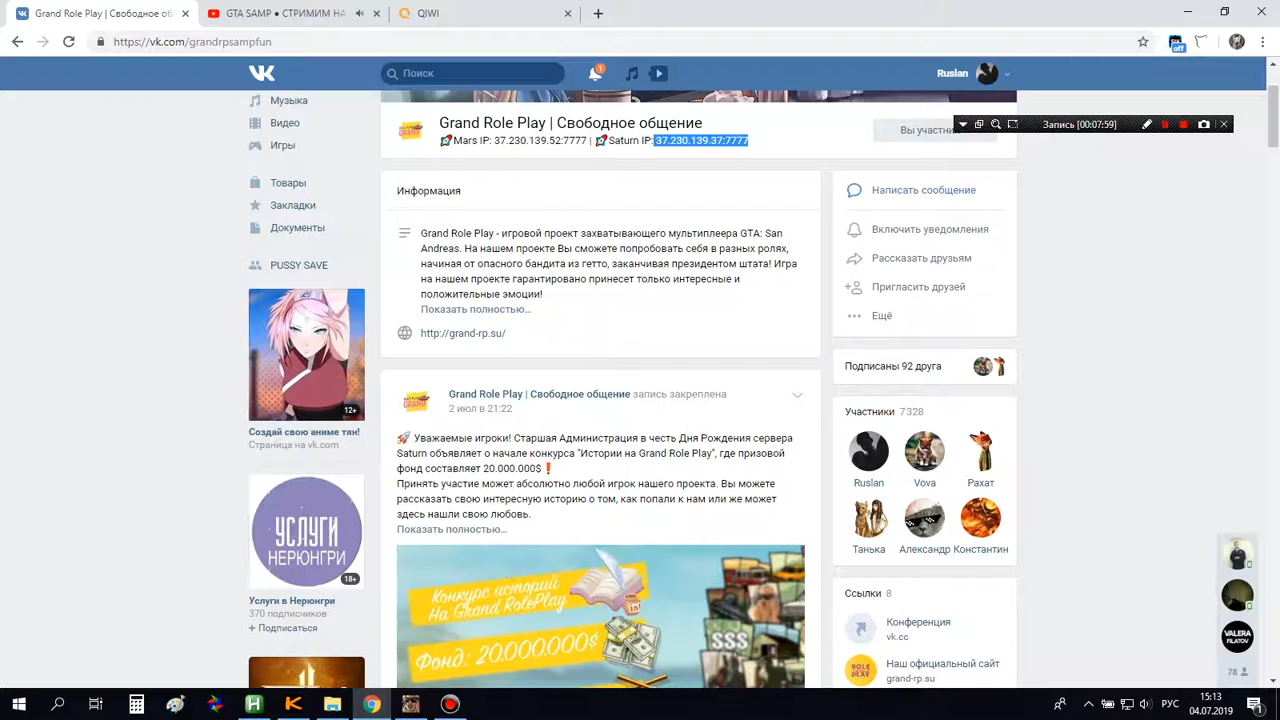 Grand Role Play | Свободное об
GTA SAMP ● СТРИМИМ НА
QIWI
https://vk.com/grandrpsampfun
off
Поиск
1
Ruslan
Музыка
Видео
Игры
Товары
Закладки
Документы
PUSSY SAVE
12+
Создай свою аниме тян!
Страница на vk.com
УСЛУГИ
НЕРЮНГРИ
18+
Услуги в Нерюнгри
370 подписчиков
+ Подписаться
Grand Role Play | Свободное общение
Mars IP: 37.230.139.52:7777 | Saturn IP: 37.230.139.37:7777
Вы участни
Запись [00:07:59]
Информация
Grand Role Play - игровой проект захватывающего мультиплеера GTA: San
Andreas. На нашем проекте Вы сможете попробовать себя в разных ролях,
начиная от опасного бандита из гетто, заканчивая президентом штата! Игра
на нашем проекте гарантировано принесет только интересные и
положительные эмоции!
Показать полностью...
http://grand-rp.su/
Grand Role Play | Свободное общение запись закреплена
2 июл в 21:22
Уважаемые игроки! Старшая Администрация в честь Дня Рождения сервера
Saturn объявляет о начале конкурса "Истории на Grand Role Play", где призовой
фонд составляет 20.000.000$ ❗
Принять участие может абсолютно любой игрок нашего проекта. Вы можете
рассказать свою интересную историю о том, как попали к нам или же может
здесь нашли свою любовь.
Показать полностью...
Конкурс историй
На Grand RolePlay
Фонд: 20.000.000$
$$$
Написать сообщение
Включить уведомления
Рассказать друзьям
Пригласить друзей
Ещё
Подписаны 92 друга
Участники 7 328
Ruslan
Vova
Рахат
Танька
Александр
Константин
Ссылки 8
Конференция
vk.cc
Наш официальный сайт
grand-rp.su
VALERA
FILATOV
78
РУС
15:13
04.07.2019
1